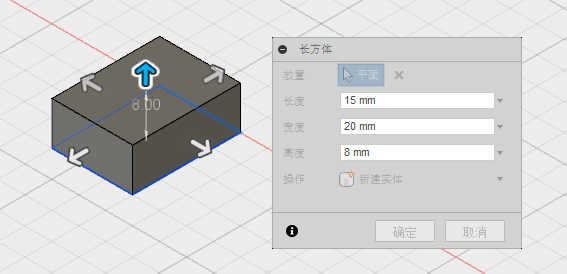 长方体
放置 平面
长度 15 mm
宽度 20 mm
高度 8 mm
操作 新建实体
确定 取消
8.00